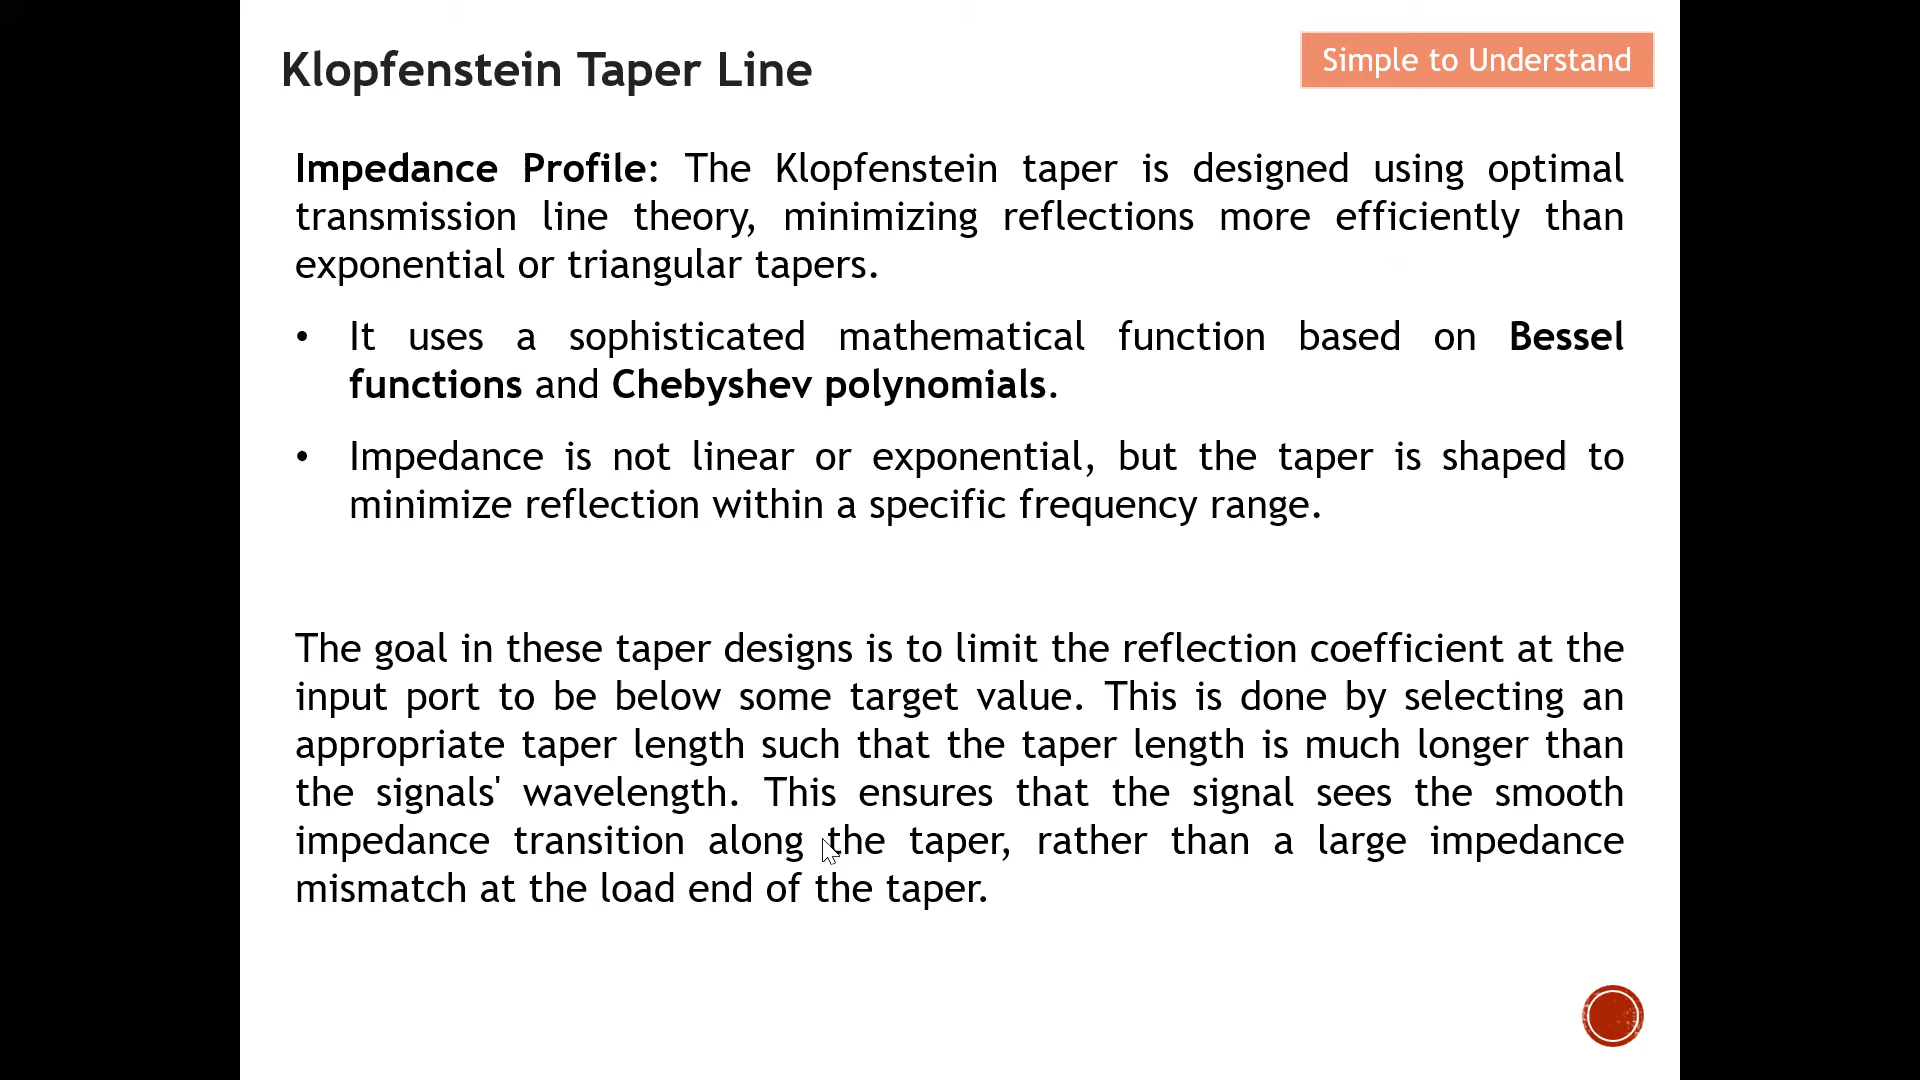 Klopfenstein Taper Line
Simple to Understand
Impedance Profile: The Klopfenstein taper is designed using optimal
transmission line theory, minimizing reflections more efficiently than
exponential or triangular tapers.
• It uses a sophisticated mathematical function based on Bessel
functions and Chebyshev polynomials.
• Impedance is not linear or exponential, but the taper is shaped to
minimize reflection within a specific frequency range.
The goal in these taper designs is to limit the reflection coefficient at the
input port to be below some target value. This is done by selecting an
appropriate taper length such that the taper length is much longer than
the signals' wavelength. This ensures that the signal sees the smooth
impedance transition along the taper, rather than a large impedance
mismatch at the load end of the taper.